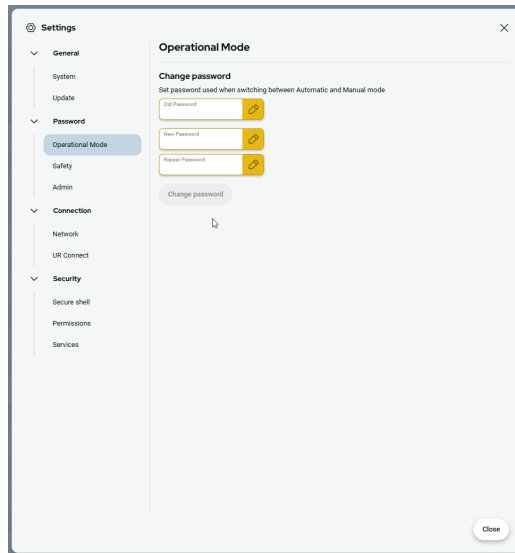 Settings
General
System
Update
Password
Operational Mode
Safety
Admin
Connection
Network
UR Connect
Security
Secure shell
Permissions
Services
Operational Mode
Change password
Set password used when switching between Automatic and Manual mode
Old Password
New Password
Repeat Password
Change password
Close